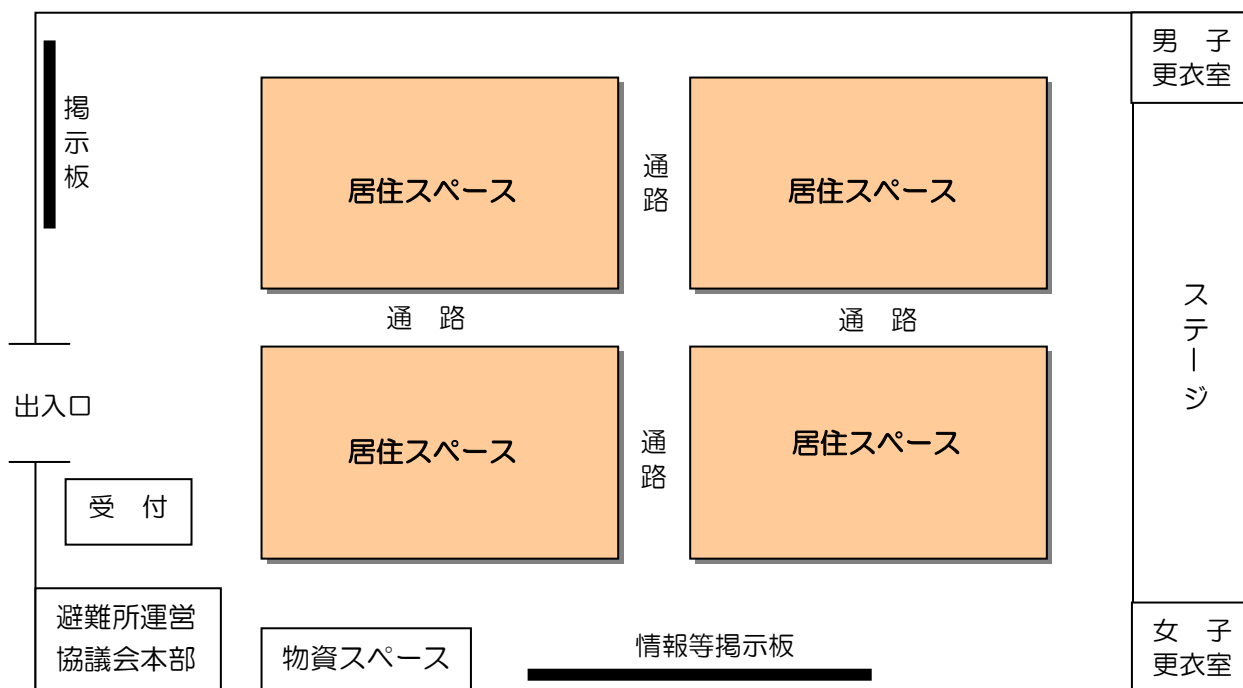 男　子
更衣室
掲示板
通路
居住スペース
居住スペース
通　路
通　路
ステージ
出入口
通路
居住スペース
居住スペース
受　付
避難所運営
協議会本部
物資スペース
情報等掲示板
女　子
更衣室